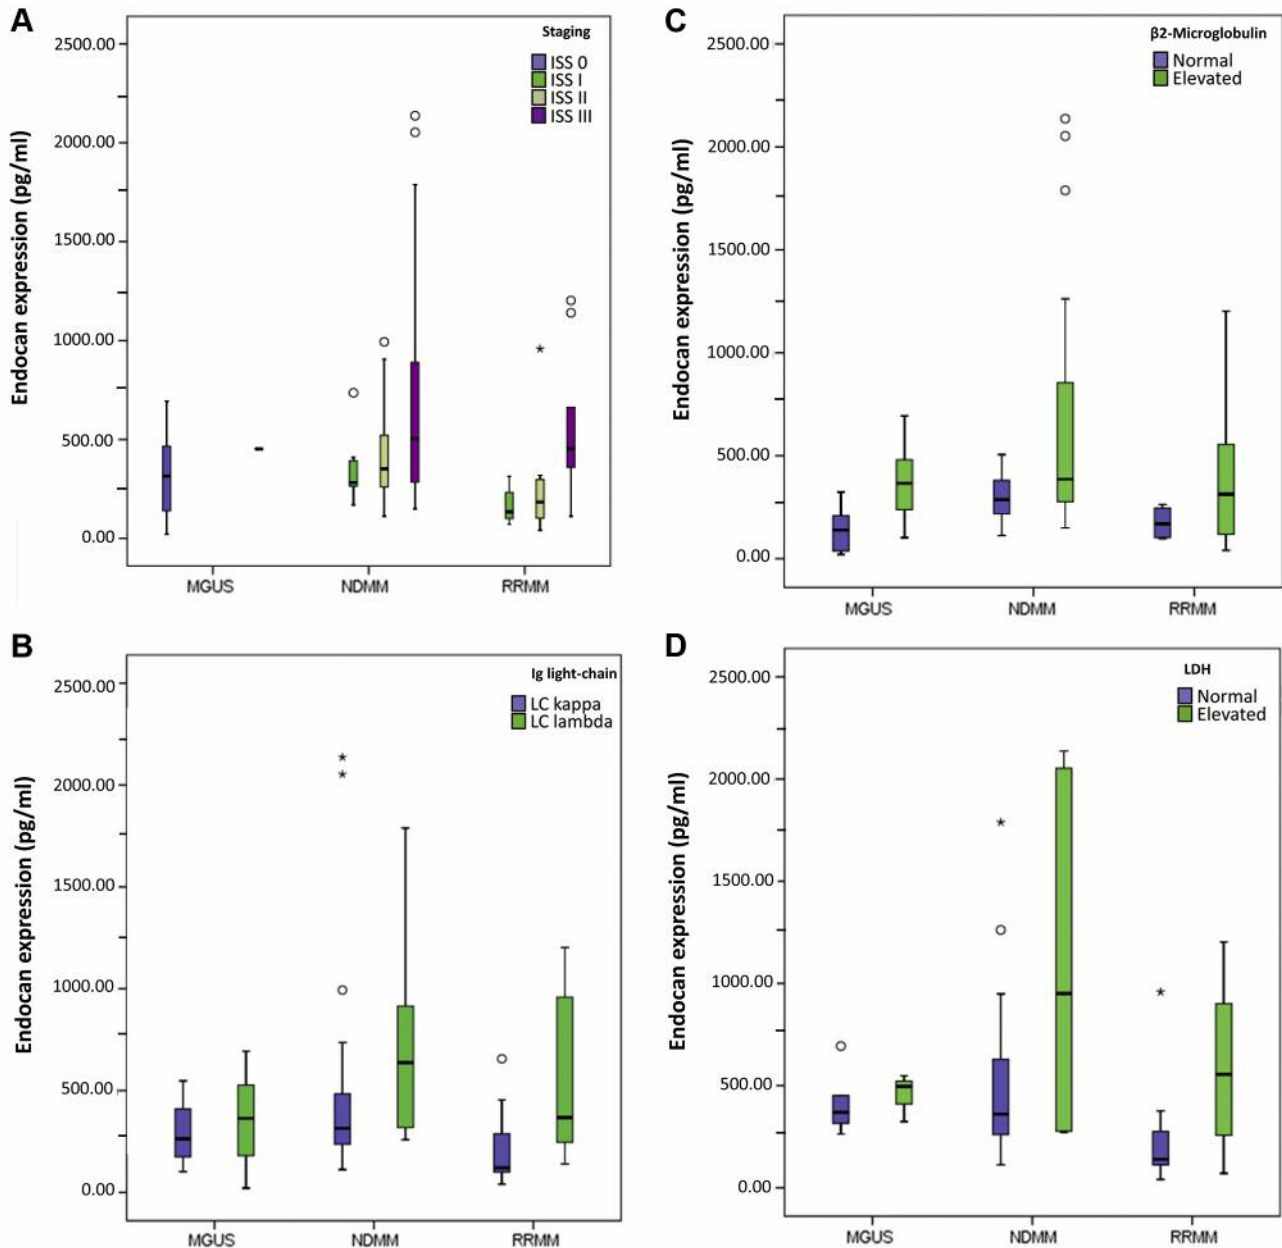 A
Staging
ISS 0
ISS I
ISS II
ISS III
Endocan expression (pg/ml)
2500.00
2000.00
1500.00
1000.00
500.00
0.00
MGUS
NDMM
RRMM
C
β2-Microglobulin
Normal
Elevated
Endocan expression (pg/ml)
2500.00
2000.00
1500.00
1000.00
500.00
0.00
MGUS
NDMM
RRMM
B
Ig light-chain
LC kappa
LC lambda
Endocan expression (pg/ml)
2500.00
2000.00
1500.00
1000.00
500.00
0.00
MGUS
NDMM
RRMM
D
LDH
Normal
Elevated
Endocan expression (pg/ml)
2500.00
2000.00
1500.00
1000.00
500.00
0.00
MGUS
NDMM
RRMM